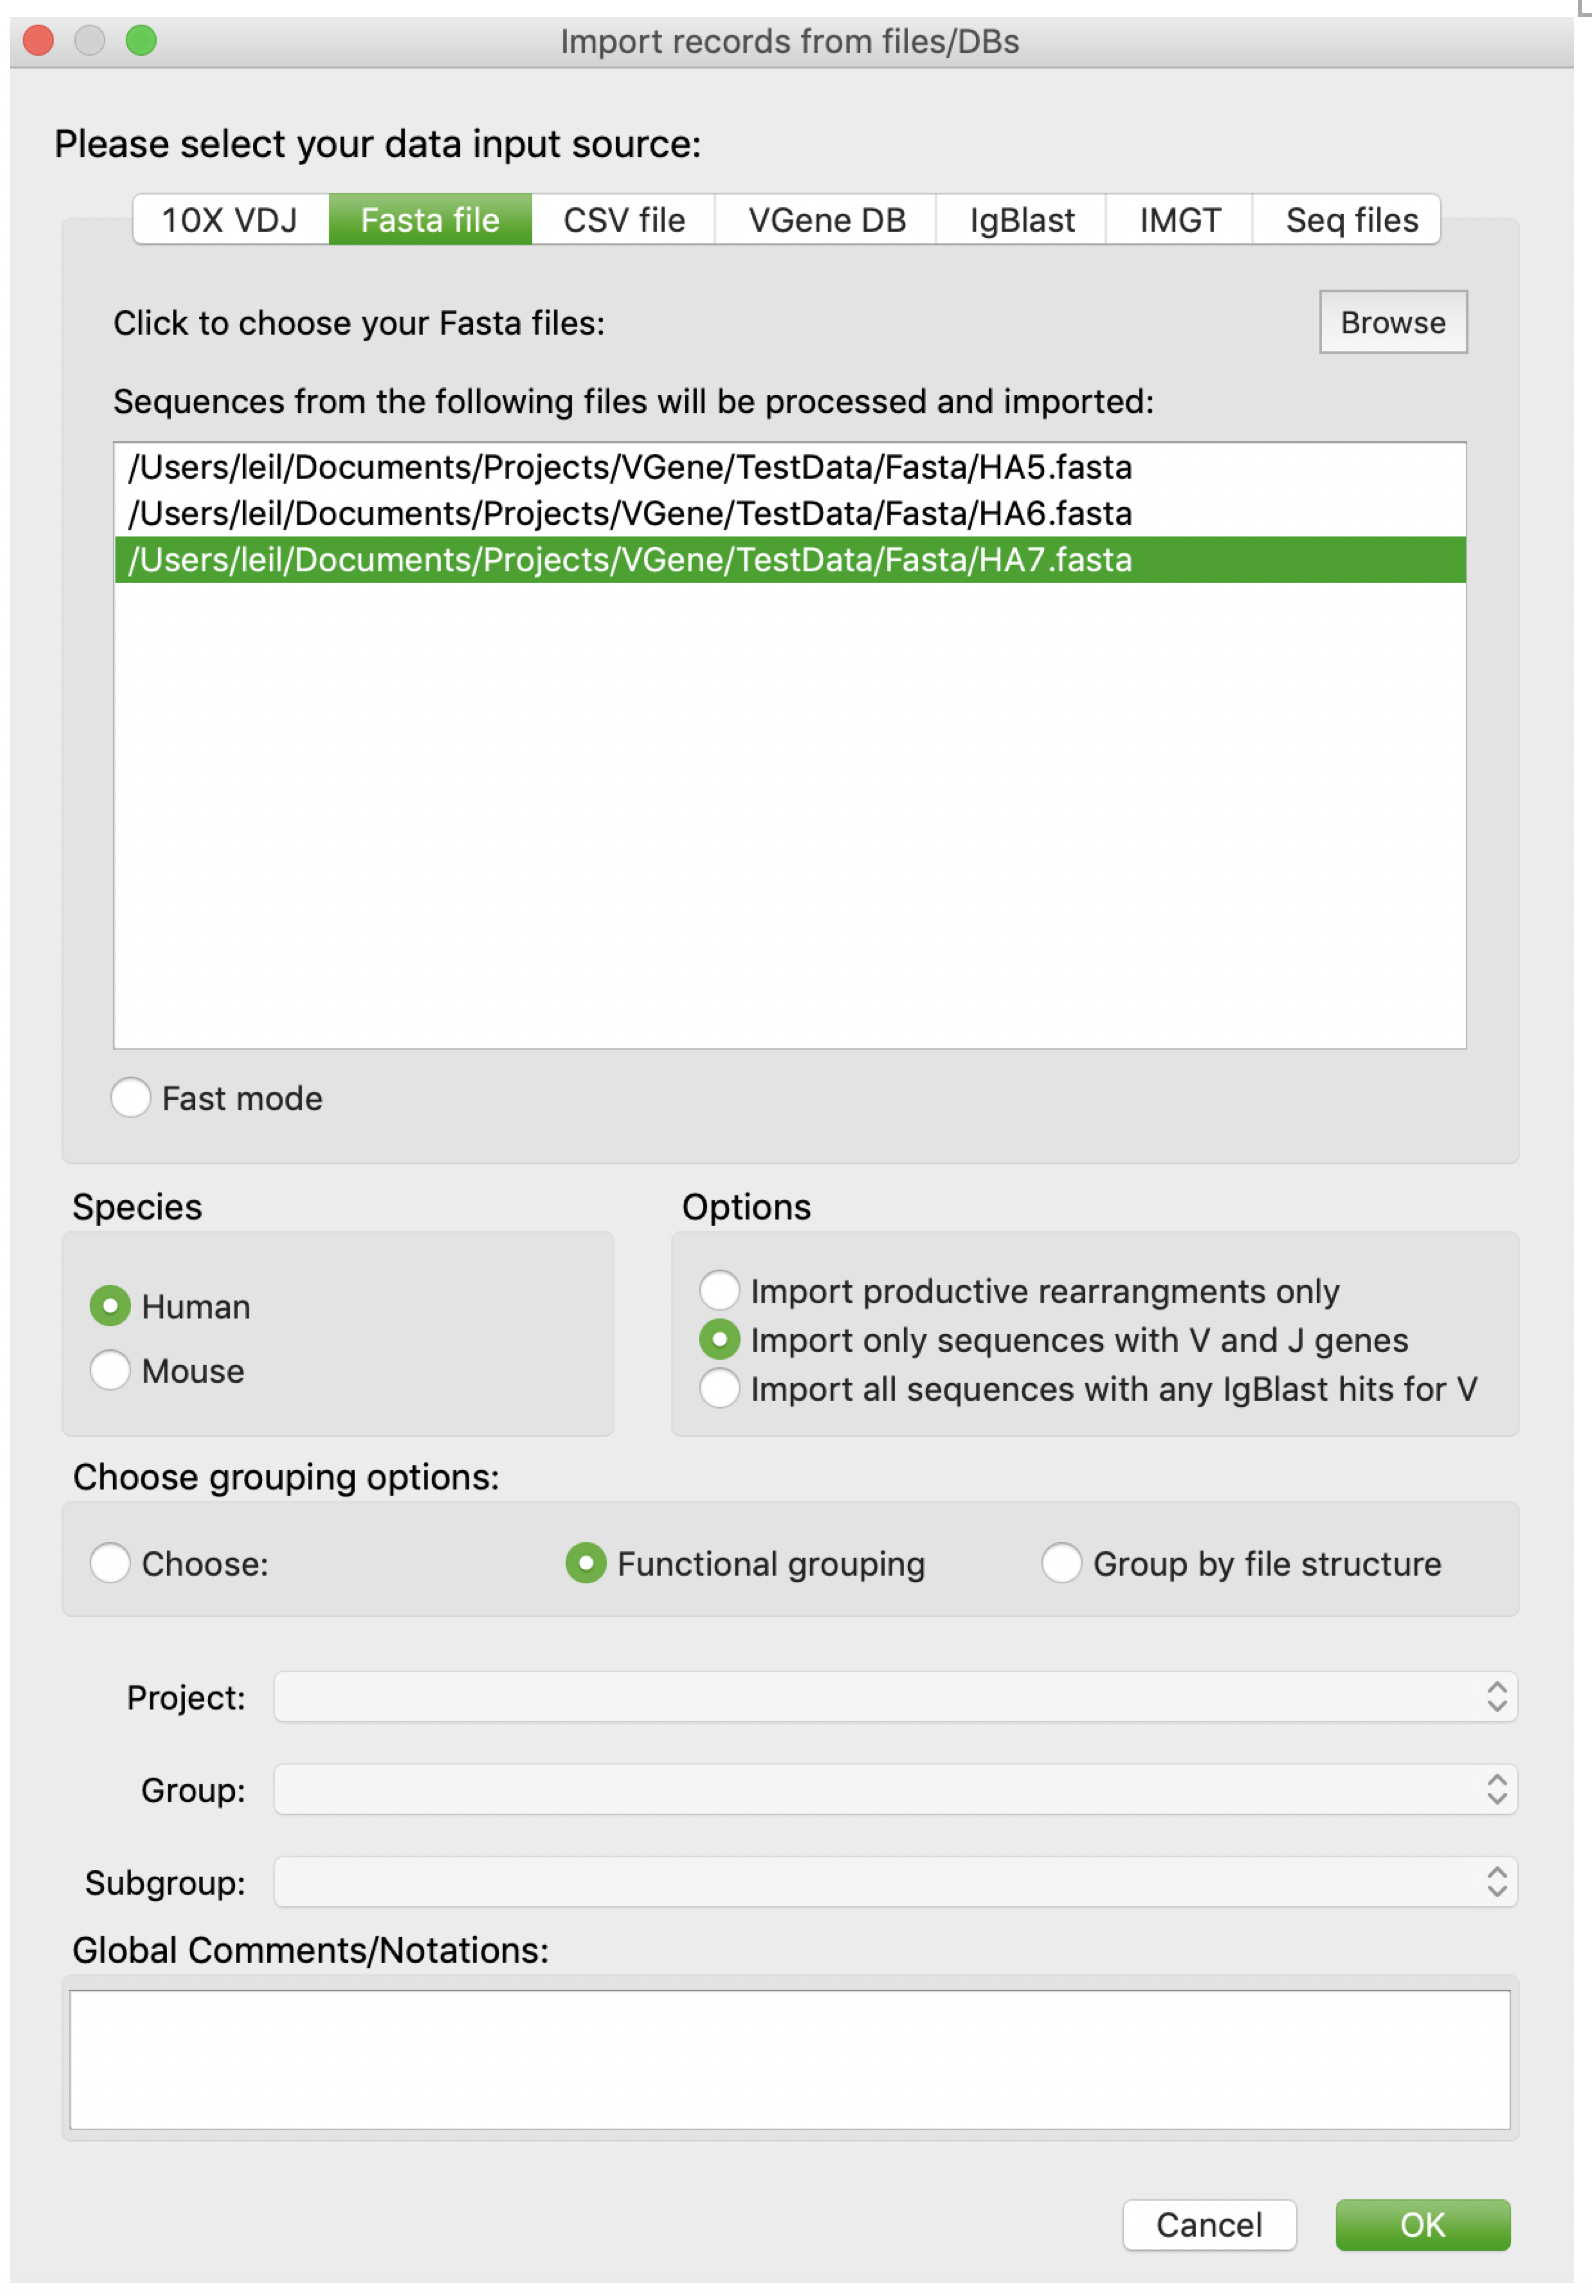 Import records from files/DBs
Please select your data input source:
10X VDJ Fasta file CSV file VGene DB IgBlast IMGT Seq files
Click to choose your Fasta files: Browse
Sequences from the following files will be processed and imported:
/Users/leil/Documents/Projects/VGene/TestData/Fasta/HA5.fasta
/Users/leil/Documents/Projects/VGene/TestData/Fasta/HA6.fasta
/Users/leil/Documents/Projects/VGene/TestData/Fasta/HA7.fasta
Fast mode
Species
Human
Mouse
Options
Import productive rearrangments only
Import only sequences with V and J genes
Import all sequences with any IgBlast hits for V
Choose grouping options:
Choose: Functional grouping Group by file structure
Project:
Group:
Subgroup:
Global Comments/Notations:
Cancel OK